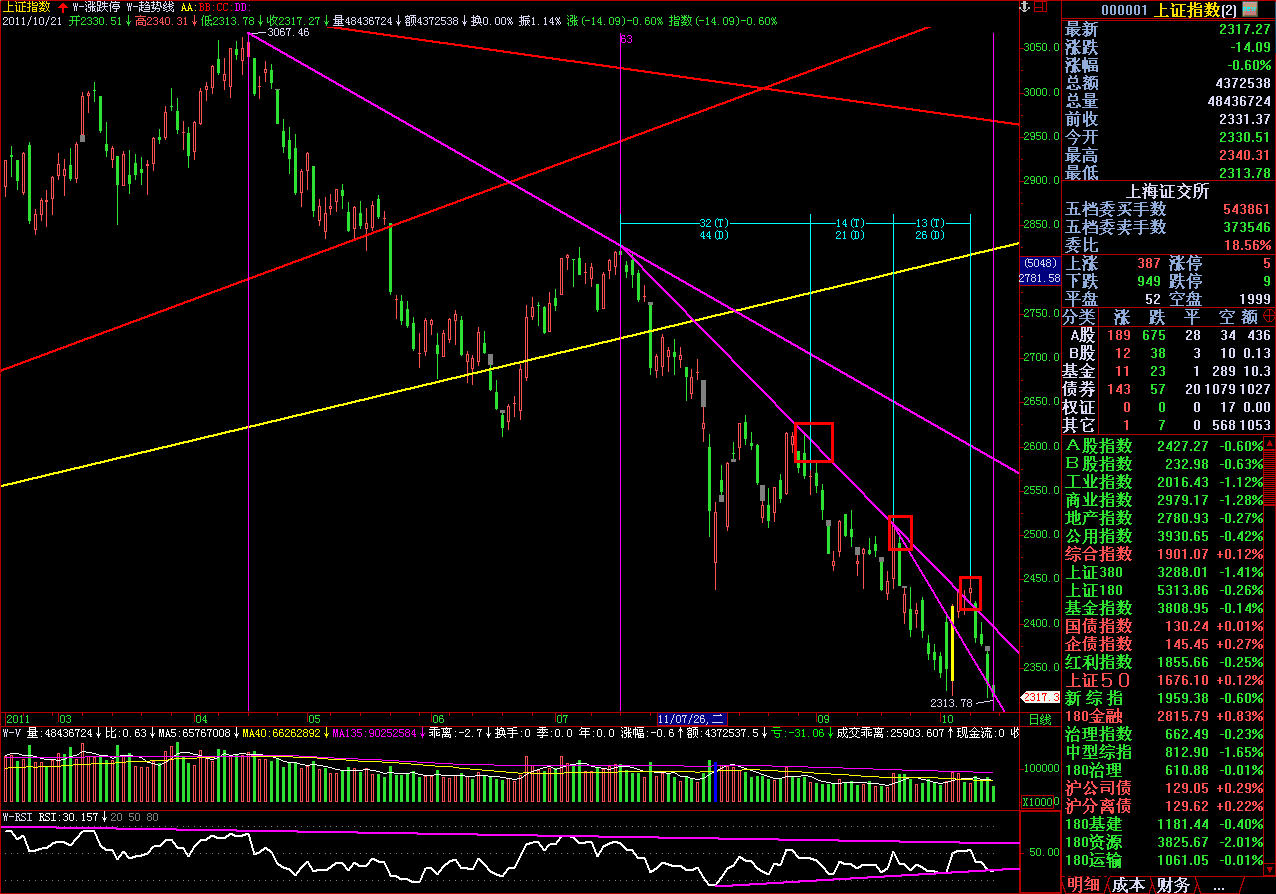 上证指数 W-涨跌停 W-趋势线 AA: BB: CC: DD:
2011/10/21 开2330.51↓高2340.31↓低2313.78↓收2317.27↓量48436724↓额4372538↓换0.00% 振1.14% 涨(-14.09)-0.60% 指数(-14.09)-0.60%
3067.46
83
3050.0
3000.0
2950.0
2900.0
2850.0
(5048)
2781.58
2750.0
2700.0
2650.0
2600.0
2550.0
2500.0
2450.0
2400.0
2350.0
2317.3
32(T) 14(T) 13(T)
44(D) 21(D) 26(D)
2313.78
2011 03 04 05 06 07 11/07/26,二 09 10 日线
W-V 量:48436724↓比:0.63↓MA5:65767008↓MA40:66262892↓MA135:90252584↓乖离:-2.7↓换手:0 季:0.0 年:0.0 涨幅:-0.6↑额:4372537.5↓亏:-31.06↓成交乖离:25903.607↑现金流:0 收
100000
X10000
W-RSI RSI:30.157↓20 50 80
50.00
000001 上证指数(2)
最新 2317.27
涨跌 -14.09
涨幅 -0.60%
总额 4372538
总量 48436724
前收 2331.37
今开 2330.51
最高 2340.31
最低 2313.78
上海证交所
五档委买手数 543861
五档委卖手数 373546
委比 18.56%
上涨 387 涨停 5
下跌 949 跌停 9
平盘 52 空盘 1999
分类 涨 跌 平 空 额
A股 189 675 28 34 436
B股 12 38 3 10 0.13
基金 11 23 1 289 10.3
债券 143 57 20 1079 1027
权证 0 0 0 17 0.00
其它 1 7 0 568 1053
A股指数 2427.27 -0.60%
B股指数 232.98 -0.63%
工业指数 2016.43 -1.12%
商业指数 2979.17 -1.28%
地产指数 2780.93 -0.27%
公用指数 3930.65 -0.42%
综合指数 1901.07 +0.12%
上证380 3288.01 -1.41%
上证180 5313.86 -0.26%
基金指数 3808.95 -0.14%
国债指数 130.24 +0.01%
企债指数 145.45 +0.27%
红利指数 1855.66 -0.25%
上证50 1676.10 +0.12%
新综指 1959.38 -0.60%
180金融 2815.79 +0.83%
治理指数 662.49 -0.23%
中型综指 812.90 -1.65%
180治理 610.88 -0.01%
沪公司债 129.05 +0.29%
沪分离债 129.62 +0.22%
180基建 1181.44 -0.40%
180资源 3825.67 -2.01%
180运输 1061.05 -0.01%
明细 成本 财务 ...